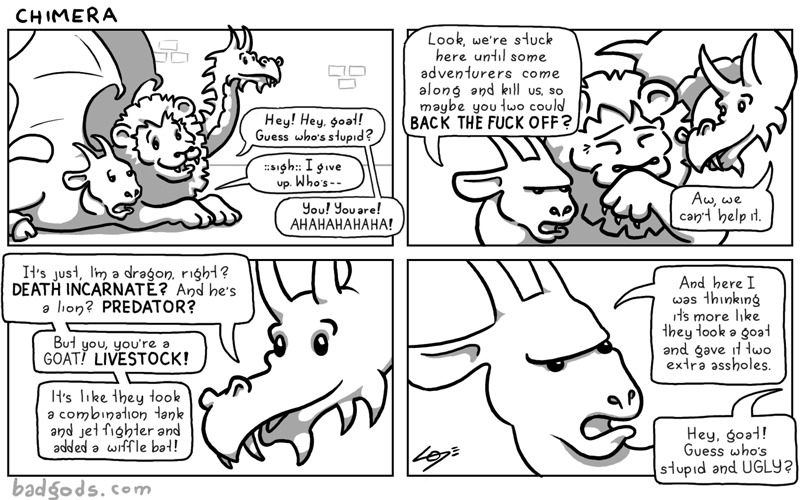 CHIMERA
Hey! Hey, goat!
Guess who's stupid?
::sigh:: I give
up. Who's--
You! You are!
AHAHAHAHAHA!
Look, we're stuck
here until some
adventurers come
along and kill us, so
maybe you two could
BACK THE FUCK OFF?
Aw, we
can't help it.
It's just, I'm a dragon, right?
DEATH INCARNATE? And he's
a lion? PREDATOR?
But you, you're a
GOAT! LIVESTOCK!
It's like they took
a combination tank
and jet fighter and
added a wiffle bat!
And here I
was thinking
it's more like
they took a goat
and gave it two
extra assholes.
Hey, goat!
Guess who's
stupid and UGLY?
badgods.com